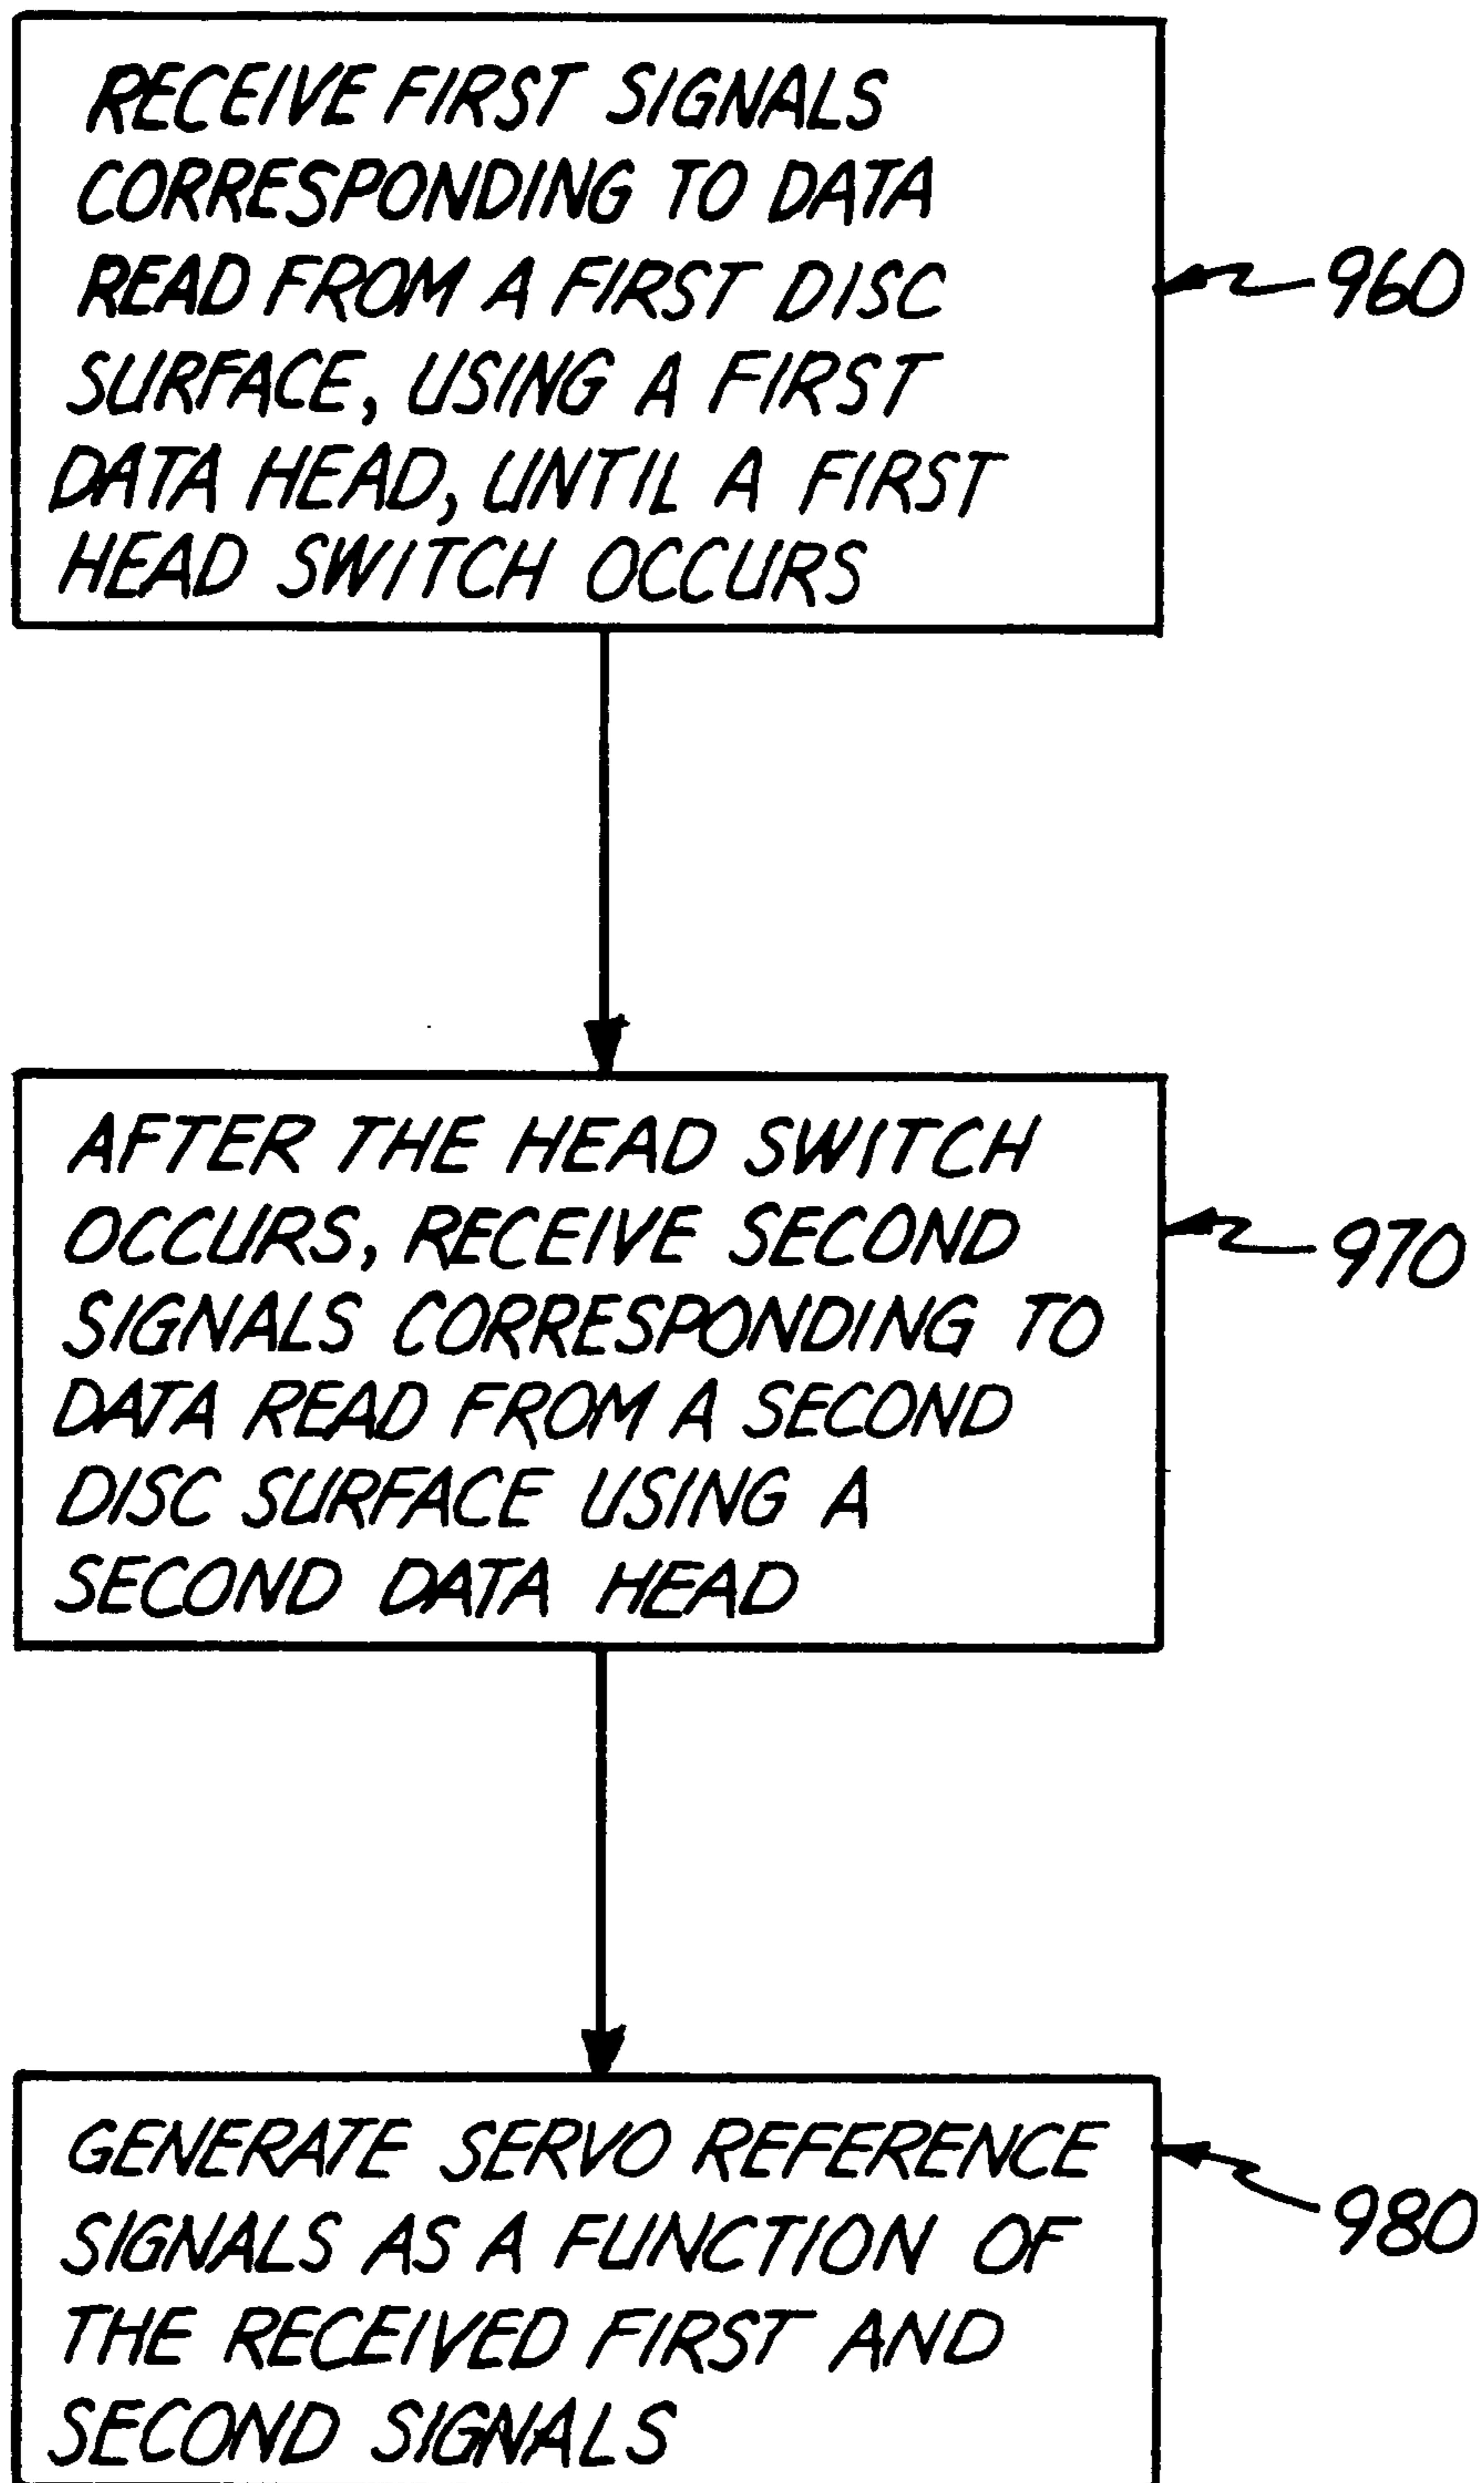 RECEIVE FIRST SIGNALS
CORRESPONDING TO DATA
READ FROM A FIRST DISC
SURFACE, USING A FIRST
DATA HEAD, UNTIL A FIRST
HEAD SWITCH OCCURS
960
AFTER THE HEAD SWITCH
OCCURS, RECEIVE SECOND
SIGNALS CORRESPONDING TO
DATA READ FROM A SECOND
DISC SURFACE USING A
SECOND DATA HEAD
970
GENERATE SERVO REFERENCE
SIGNALS AS A FUNCTION OF
THE RECEIVED FIRST AND
SECOND SIGNALS
980